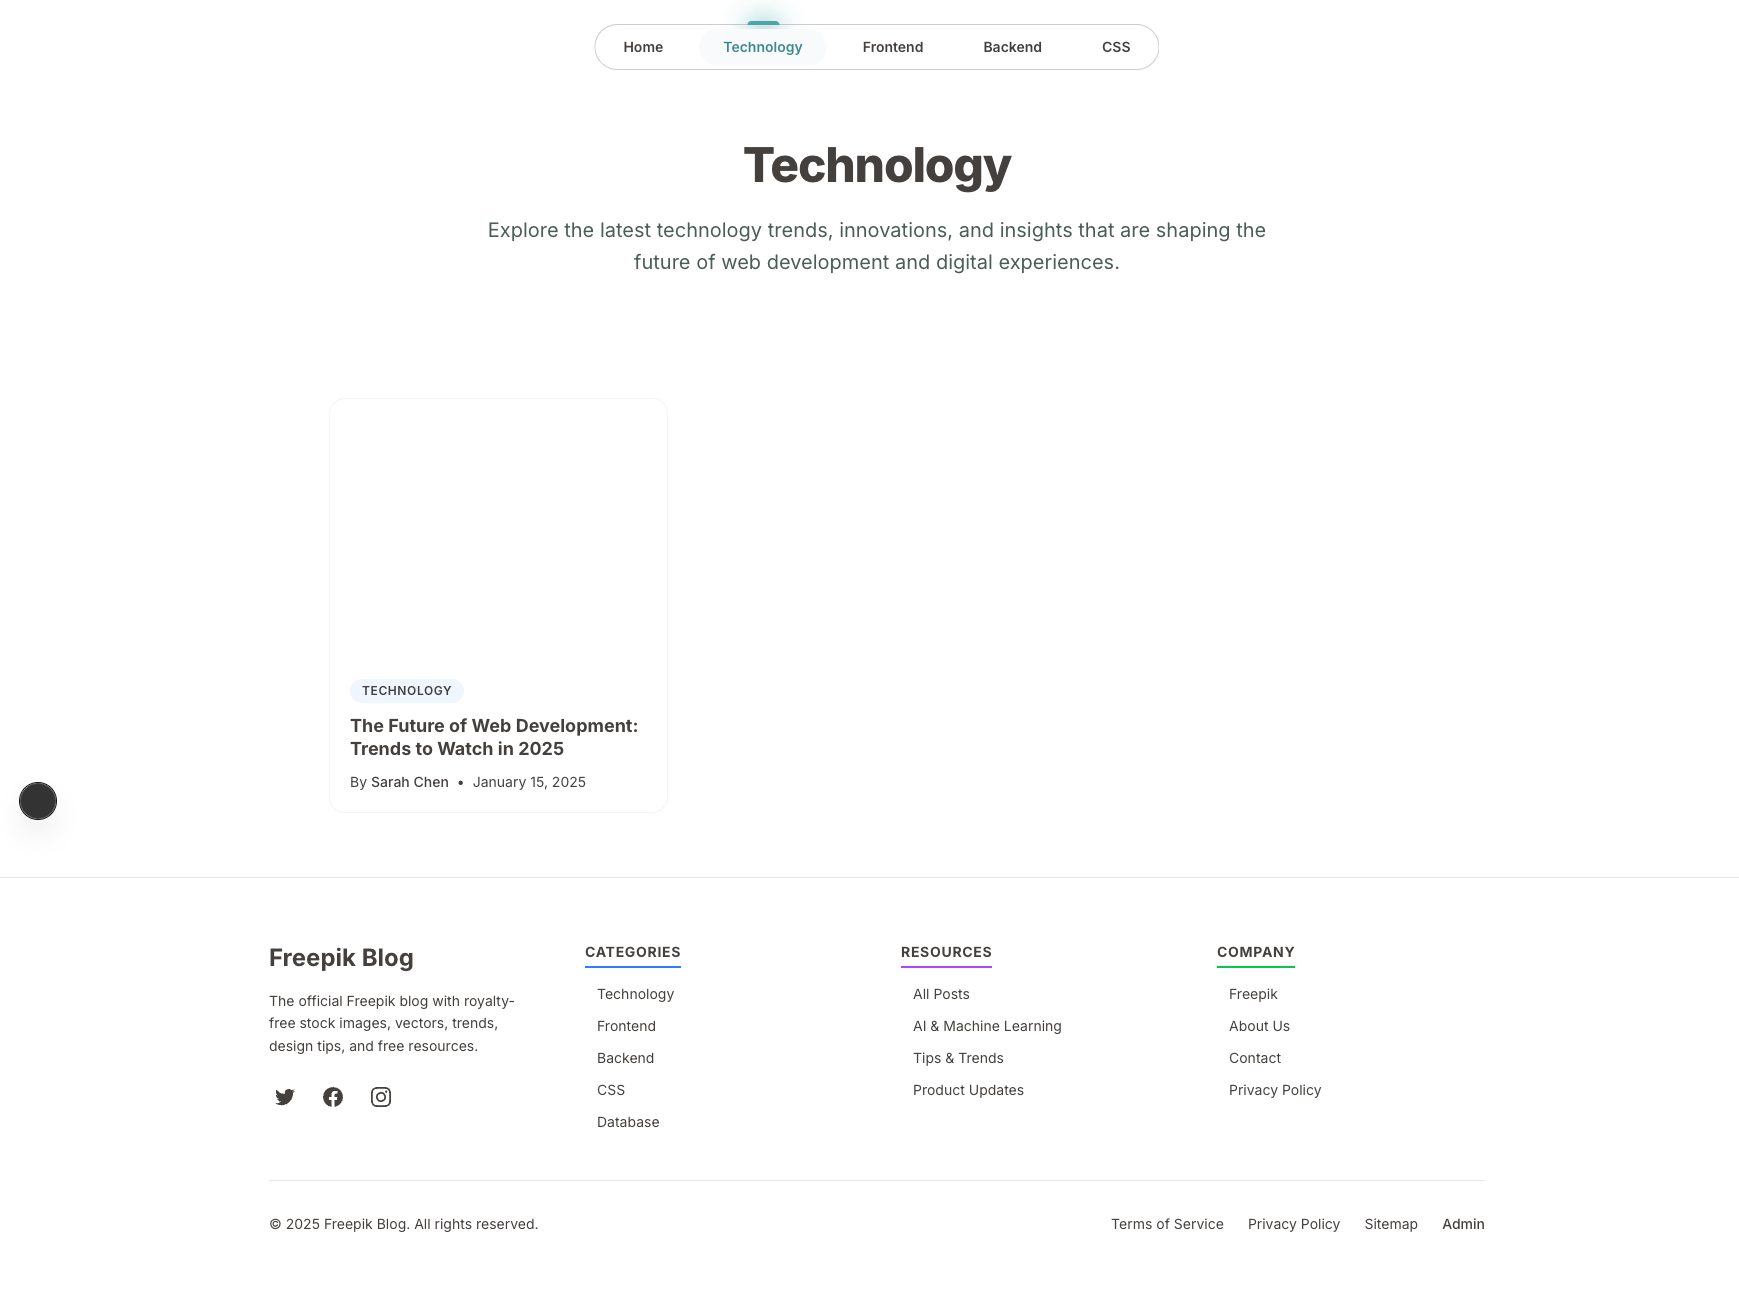 Home Technology Frontend Backend CSS
Technology
Explore the latest technology trends, innovations, and insights that are shaping the
future of web development and digital experiences.
TECHNOLOGY
The Future of Web Development:
Trends to Watch in 2025
By Sarah Chen • January 15, 2025
Freepik Blog
The official Freepik blog with royalty-
free stock images, vectors, trends,
design tips, and free resources.
CATEGORIES
Technology
Frontend
Backend
CSS
Database
RESOURCES
All Posts
AI & Machine Learning
Tips & Trends
Product Updates
COMPANY
Freepik
About Us
Contact
Privacy Policy
© 2025 Freepik Blog. All rights reserved.
Terms of Service Privacy Policy Sitemap Admin